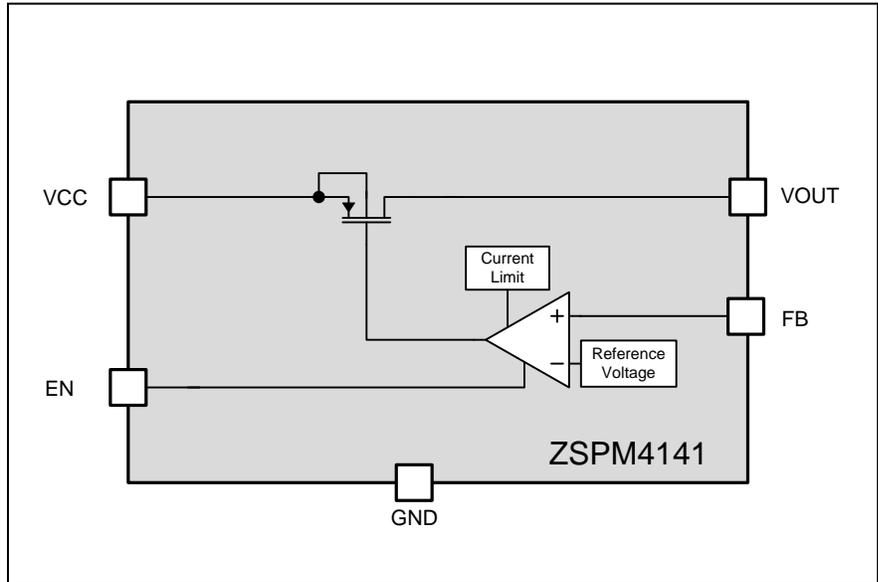 VCC
VOUT
Current
Limit
+
FB
Reference
Voltage
−
EN
ZSPM4141
GND